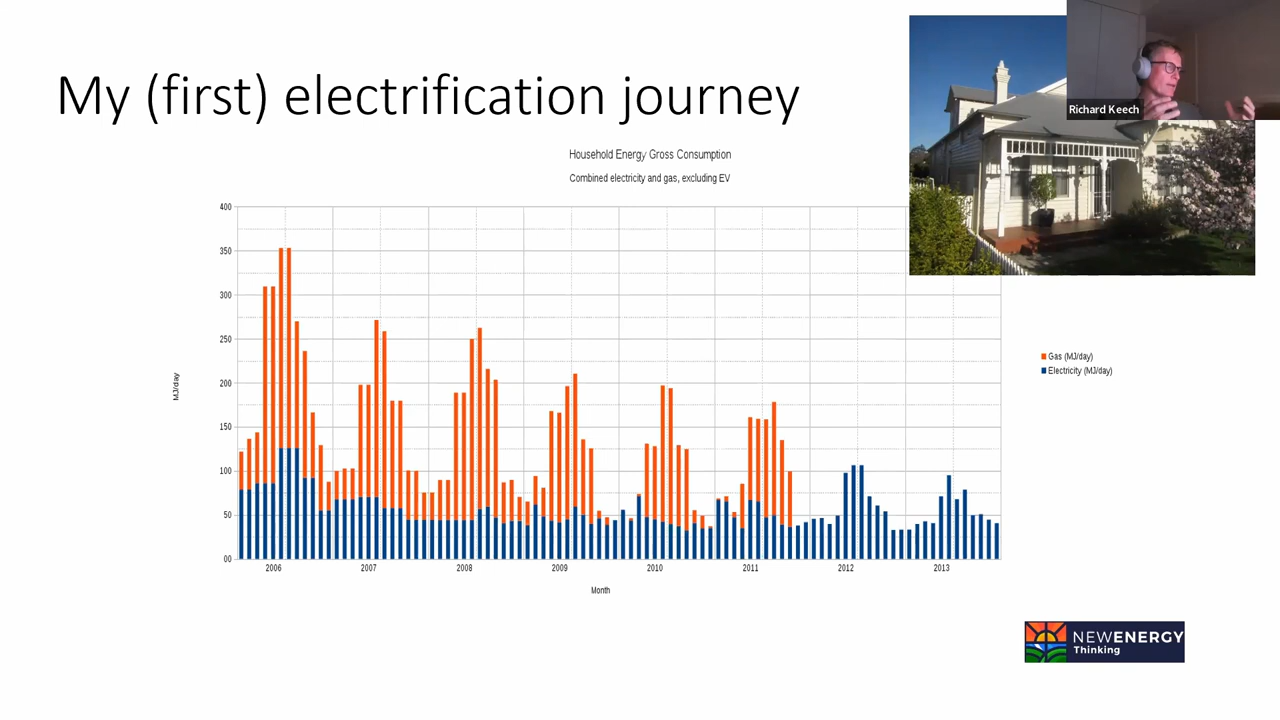 My (first) electrification journey
Richard Keech
Household Energy Gross Consumption
Combined electricity and gas, excluding EV
400
350
300
250
200
150
100
50
00
MJ/day
2006 2007 2008 2009 2010 2011 2012 2013
Month
Gas (MJ/day)
Electricity (MJ/day)
NEWENERGY
Thinking